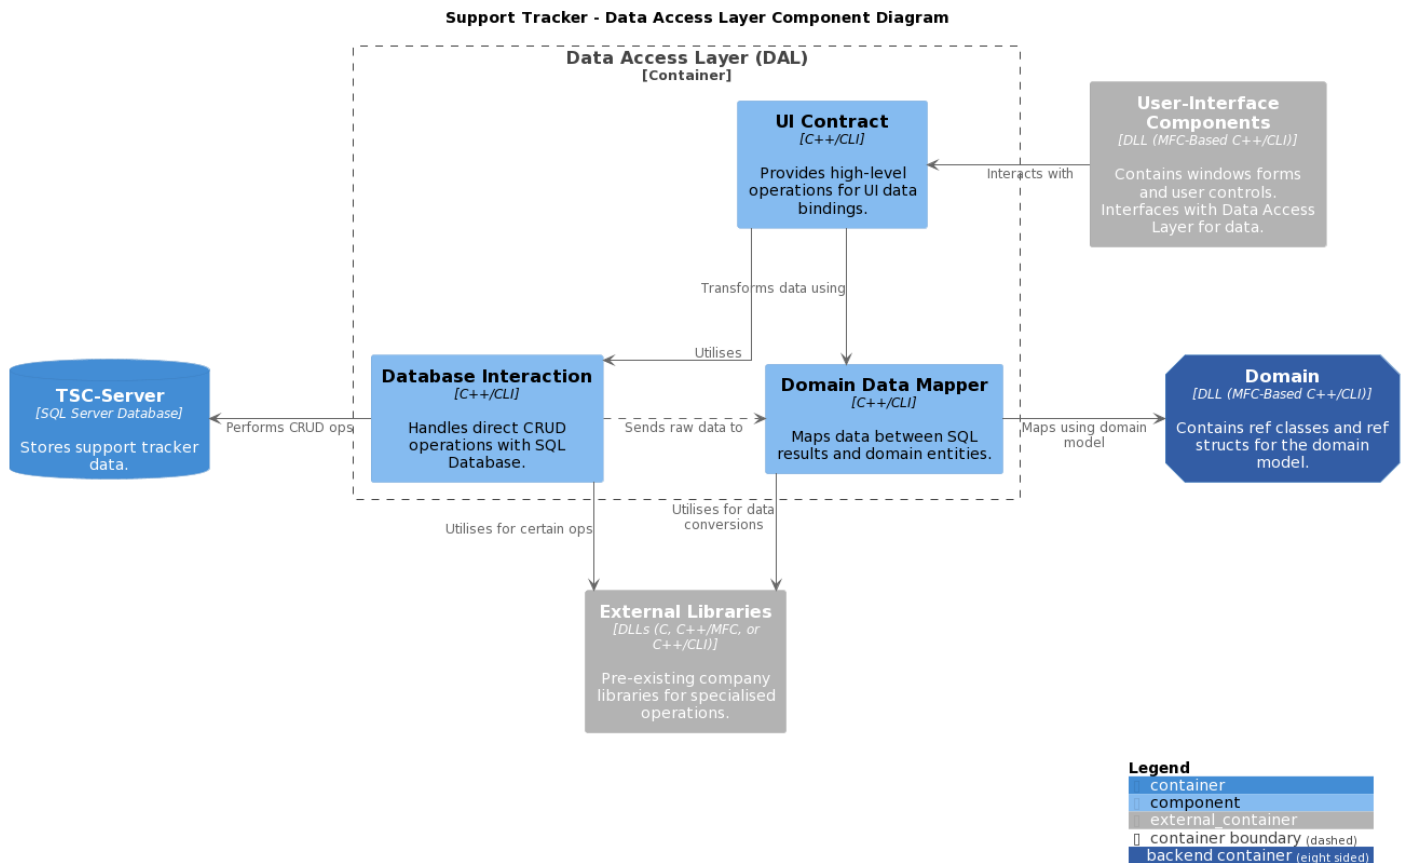 Support Tracker - Data Access Layer Component Diagram
Data Access Layer (DAL)
[Container]
UI Contract
[C++/CLI]
Provides high-level
operations for UI data
bindings.
User-Interface
Components
[DLL (MFC-Based C++/CLI)]
Contains windows forms
and user controls.
Interfaces with Data Access
Layer for data.
Interacts with
Transforms data using
Utilises
TSC-Server
[SQL Server Database]
Stores support tracker
data.
Performs CRUD ops
Database Interaction
[C++/CLI]
Handles direct CRUD
operations with SQL
Database.
Sends raw data to
Domain Data Mapper
[C++/CLI]
Maps data between SQL
results and domain entities.
Maps using domain
model
Domain
[DLL (MFC-Based C++/CLI)]
Contains ref classes and ref
structs for the domain
model.
Utilises for certain ops
Utilises for data
conversions
External Libraries
[DLLs (C, C++/MFC, or
C++/CLI)]
Pre-existing company
libraries for specialised
operations.
Legend
container
component
external_container
container boundary (dashed)
backend container (eight sided)